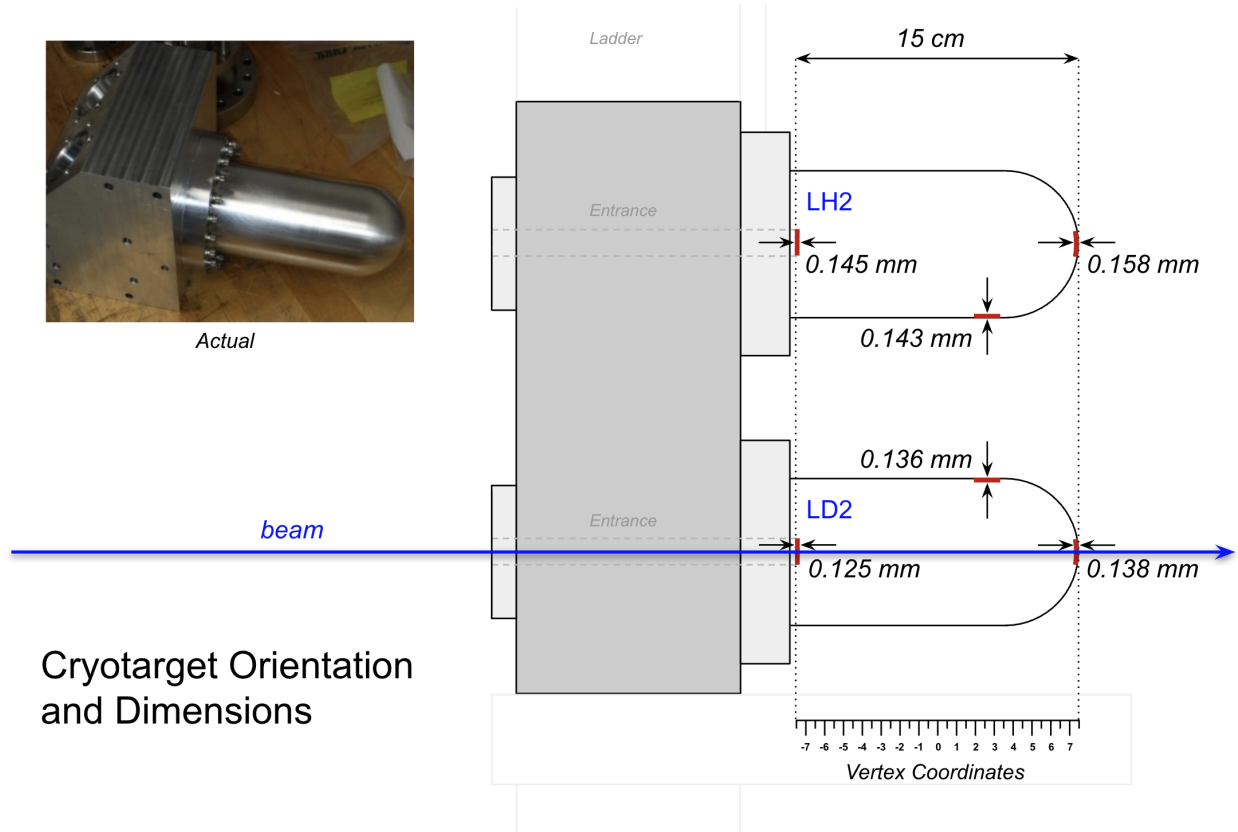 Ladder
15 cm
Entrance
LH2
0.145 mm
0.158 mm
0.143 mm
Actual
0.136 mm
Entrance
LD2
beam
0.125 mm
0.138 mm
Cryotarget Orientation
and Dimensions
-7 -6 -5 -4 -3 -2 -1 0 1 2 3 4 5 6 7
Vertex Coordinates